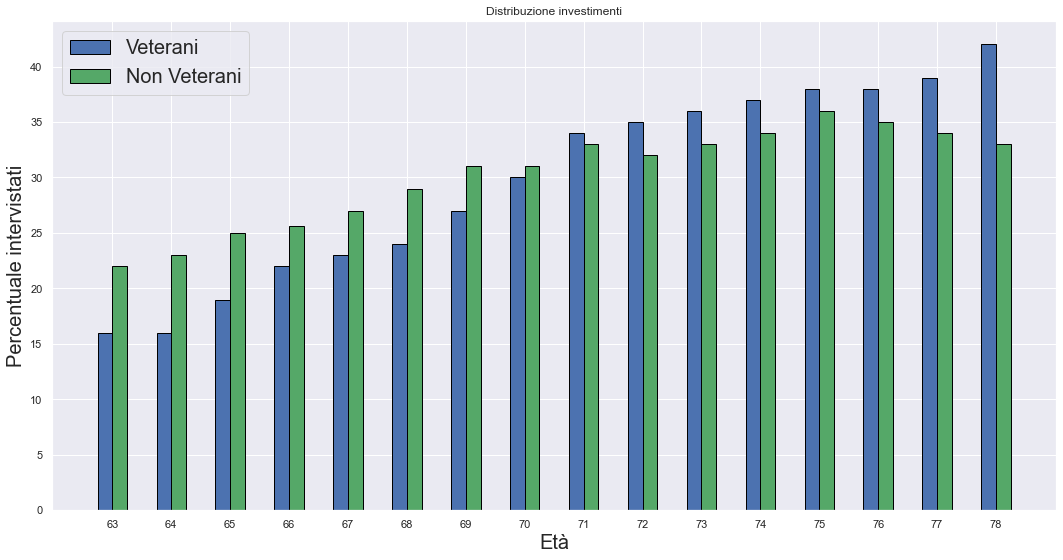 Distribuzione investimenti
Veterani
Non Veterani
Percentuale intervistati
40
35
30
25
20
15
10
5
0
63 64 65 66 67 68 69 70 71 72 73 74 75 76 77 78
Età